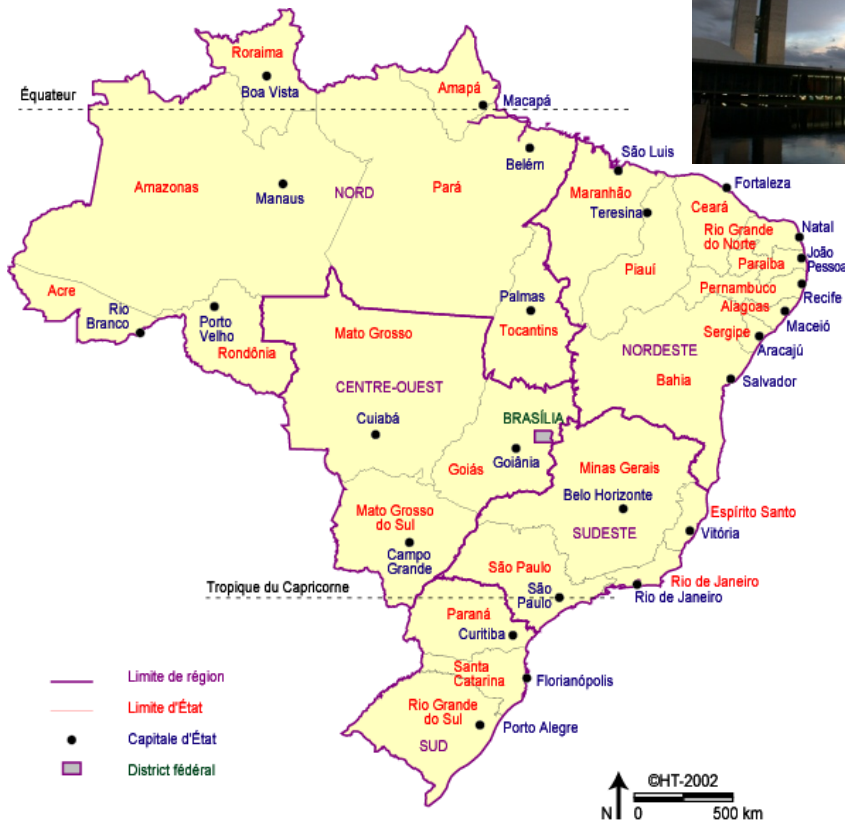 Roraima
Boa Vista
Équateur
Amapá
Macapá
São Luis
Belérn
Fortaleza
Amazonas
Manaus
NORD
Pará
Maranhão
Teresina
Ceará
Natal
Rio Grande
do Norte
João
Pessoa
Paraíba
Piauí
Pernambuco
Recife
Acre
Rio
Branco
Porto
Velho
Rondônia
Mato Grosso
Palmas
Tocantins
Alagoas
Maceió
Sergipe
Aracajú
NORDESTE
Bahia
Salvador
CENTRE-OUEST
Cuiabá
BRASÍLIA
Goiás
Goiânia
Minas Gerais
Belo Horizonte
Espírito Santo
Vitória
SUDESTE
Mato Grosso
do Sul
Campo
Grande
São Paulo
Rio de Janeiro
Tropique du Capricorne
São
Paulo
Rio de Janeiro
Paraná
Curitiba
Santa
Catarina
Florianópolis
Rio Grande
do Sul
Porto Alegre
SUD
Limite de région
Limite d'État
Capitale d'État
District fédéral
©HT-2002
N 0 500 km